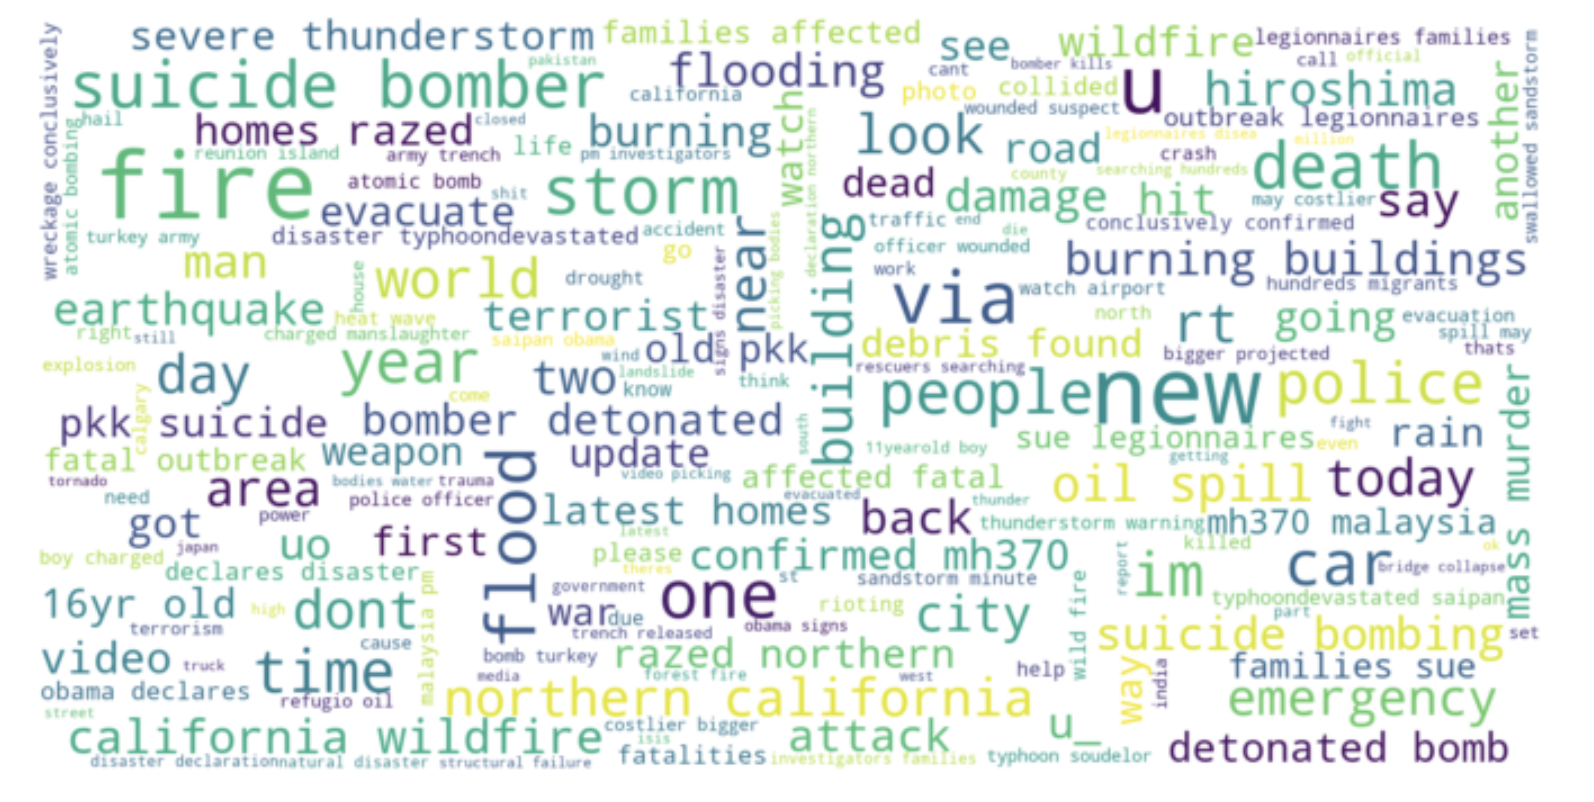 wreckage conclusively
severe thunderstorm
families affected
see
wildfire
legionnaires families
swallowed sandstorm
suicide bomber
pakistan
flooding
cant
bomber kills
call
official
u
hiroshima
another
california
photo
collided
wounded suspect
hail
atomic bombing
homes razed
closed
burning
watch
declaration northern
look
outbreak legionnaires
legionnaires disea
million
reunion island
army trench
life
pm investigators
road
crash
death
fire
atomic bomb
shit
storm
dead
county
searching hundreds
damage
hit
may costlier
say
evacuate
turkey army
disaster typhoondevastated
accident
near
picking bodies
building
traffic
end
die
conclusively confirmed
man
house
world
drought
go
officer wounded
work
burning buildings
earthquake
heat wave
terrorist
signs disaster
via
watch airport
hundreds migrants
right
still
charged manslaughter
saipan obama
north
rt
going
evacuation
spill may
explosion
day
year
wind
old pkk
debris found
bigger projected
thats
two
landslide
know
think
rescuers searching
come
people
new
police
mass murder
calgary
pkk suicide
bomber detonated
south
11yearold boy
sue legionnaires
even
fight
rain
fatal outbreak
weapon
flood
update
video picking
affected fatal
getting
oil spill
today
tornado
need
area
bodies water
trauma
police officer
evacuated
thunder
got
power
latest homes
back
thunderstorm warning
mh370 malaysia
boy charged
japan
uo
first
latest
please
theres
confirmed mh370
report
killed
ok
declares disaster
malaysia pm
government
st
sandstorm minute
wild fire
im
car
bridge collapse
16yr old
high
dont
war
due
one
rioting
city
typhoondevastated saipan
part
terrorism
cause
trench released
obama signs
suicide bombing
set
video
truck
time
bomb turkey
razed northern
help
way
india
families sue
obama declares
refugio oil
media
forest fire
west
northern california
emergency
street
california wildfire
costlier bigger
isis
attack
u_
disaster declaration
natural disaster
structural failure
fatalities
investigators families
typhoon soudelor
detonated bomb